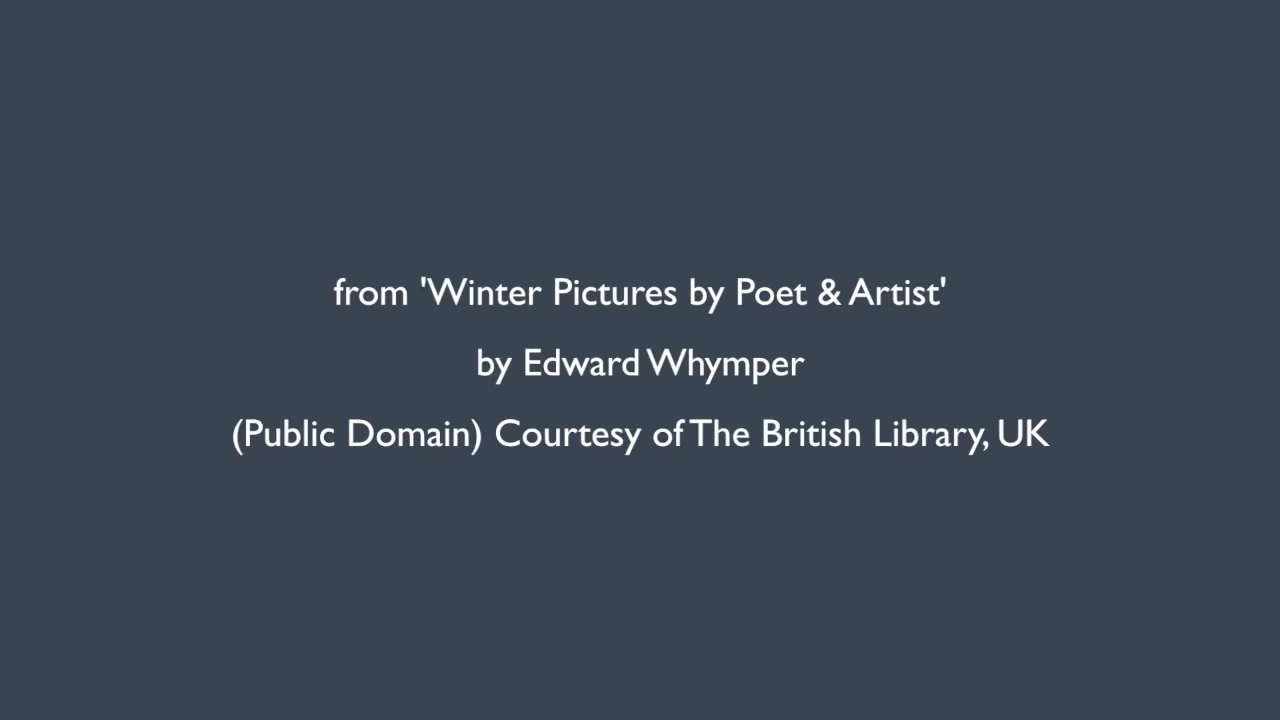 from 'Winter Pictures by Poet & Artist'
by Edward Whymper
(Public Domain) Courtesy of The British Library, UK